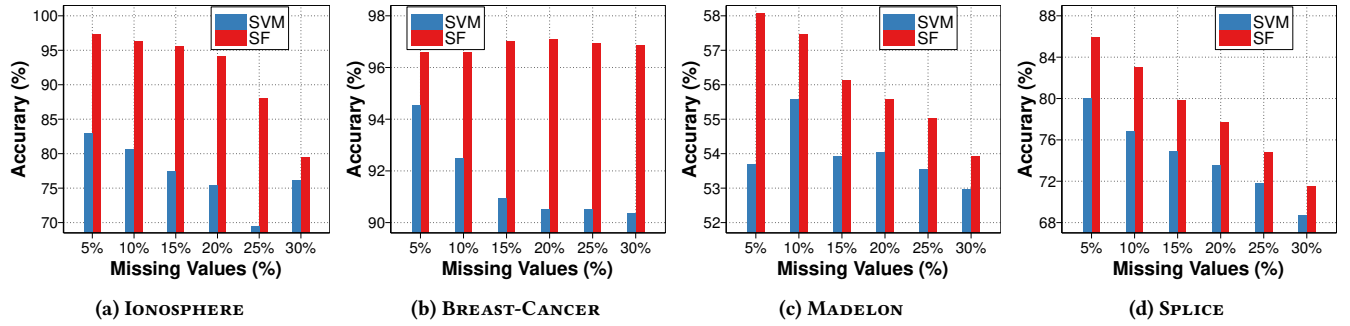 Accurary (%)
100
95
90
85
80
75
70
SVM
SF
5% 10% 15% 20% 25% 30%
Missing Values (%)
(a) Ionosphere
Accurary (%)
98
96
94
92
90
SVM
SF
5% 10% 15% 20% 25% 30%
Missing Values (%)
(b) Breast-Cancer
Accurary (%)
58
57
56
55
54
53
52
SVM
SF
5% 10% 15% 20% 25% 30%
Missing Values (%)
(c) Madelon
Accurary (%)
88
84
80
76
72
68
SVM
SF
5% 10% 15% 20% 25% 30%
Missing Values (%)
(d) Splice